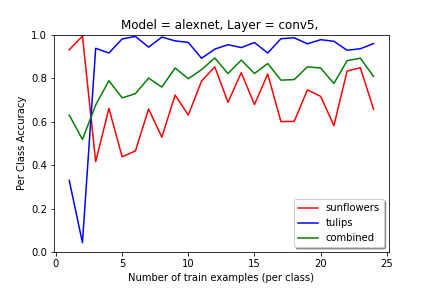 Model = alexnet, Layer = conv5,
Per Class Accuracy
1.0
0.8
0.6
0.4
0.2
0.0
sunflowers
tulips
combined
0 5 10 15 20 25
Number of train examples (per class)